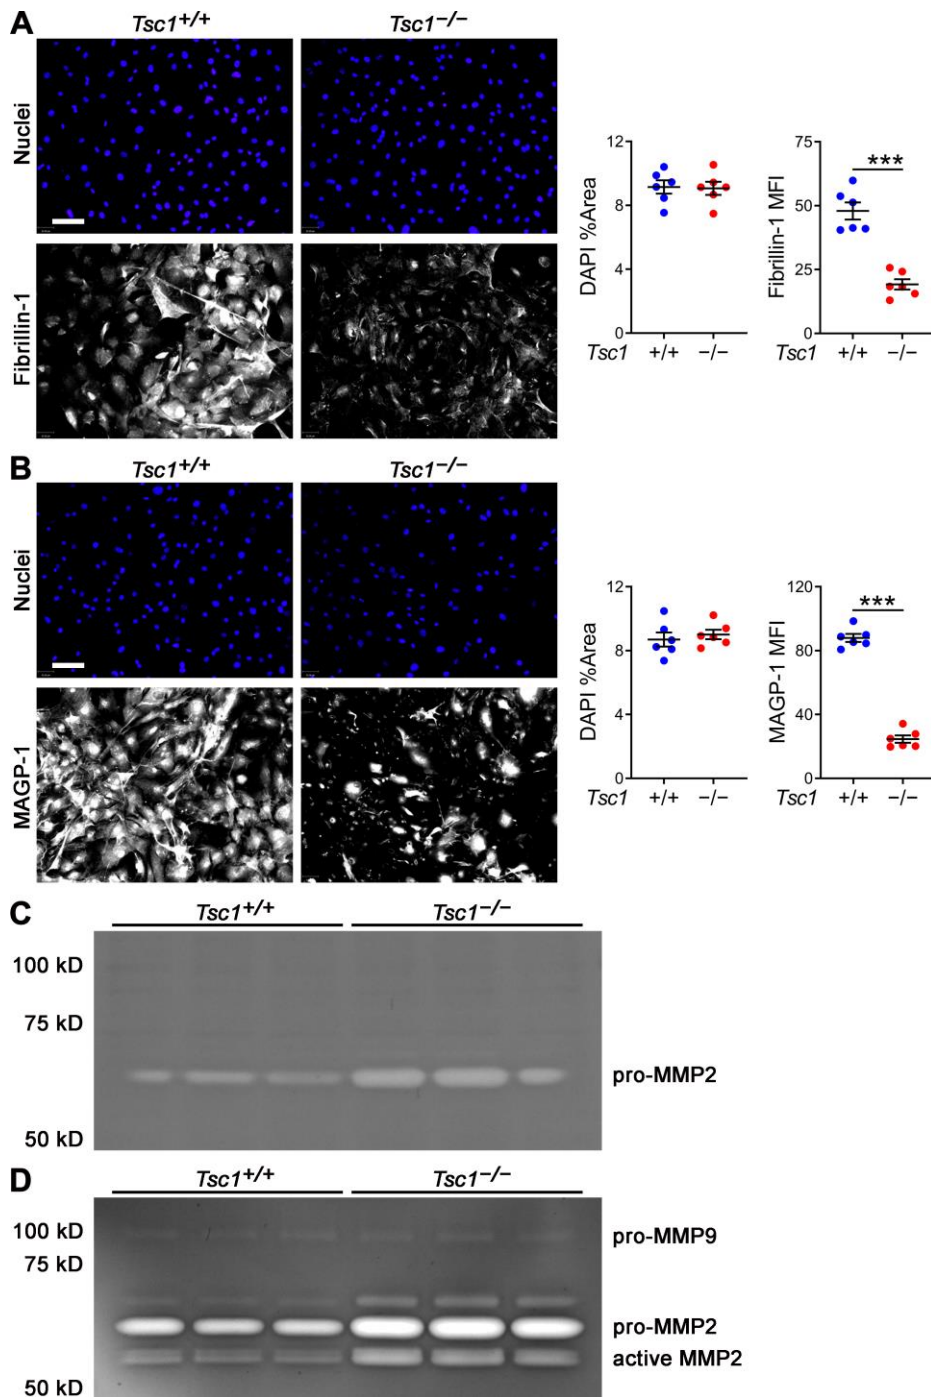 A
Tsc1+/+
Tsc1−/−
Nuclei
Fibrillin-1
DAPI %Area
12
8
4
0
Tsc1 +/+ −/−
Fibrillin-1 MFI
75
50
25
0
***
+/+ −/−
B
Tsc1+/+
Tsc1−/−
Nuclei
MAGP-1
DAPI %Area
12
8
4
0
Tsc1 +/+ −/−
MAGP-1 MFI
120
80
40
0
***
Tsc1 +/+ −/−
C
Tsc1+/+
Tsc1−/−
100 kD
75 kD
50 kD
pro-MMP2
D
Tsc1+/+
Tsc1−/−
100 kD
75 kD
50 kD
pro-MMP9
pro-MMP2
active MMP2